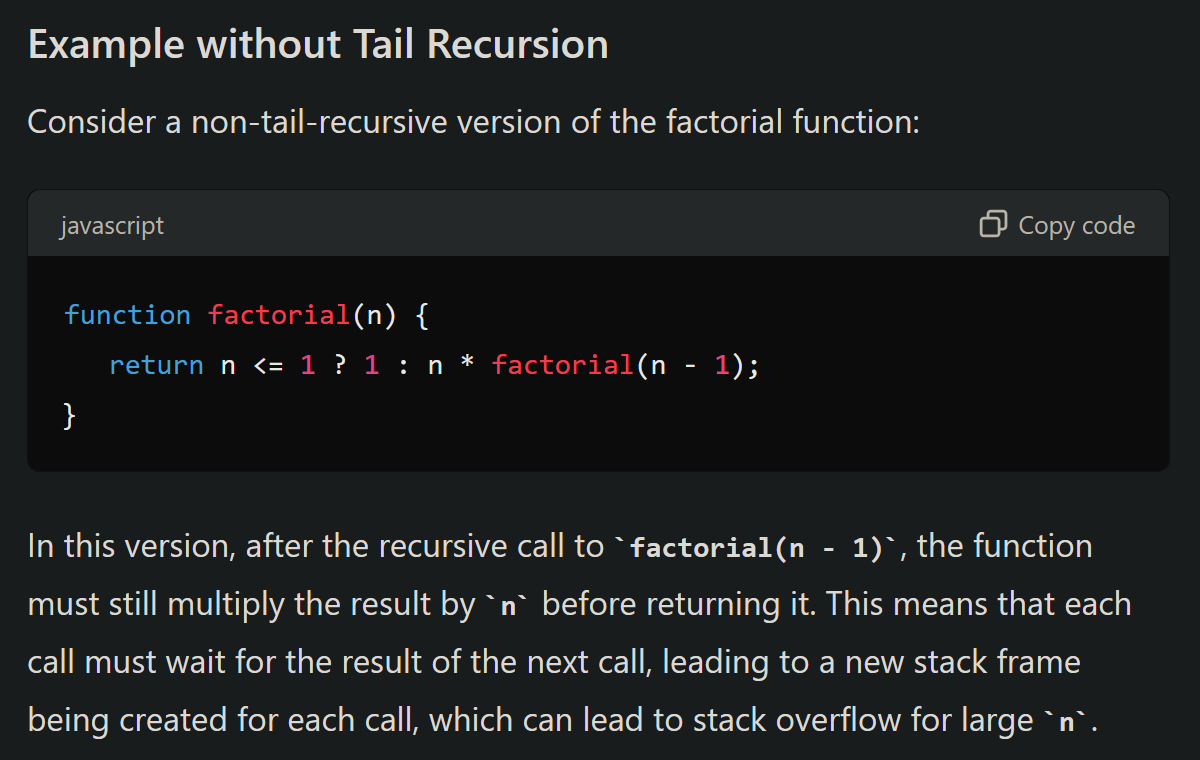 Example without Tail Recursion
Consider a non-tail-recursive version of the factorial function:
javascript
Copy code
function factorial(n) {
   return n <= 1 ? 1 : n * factorial(n - 1);
}
In this version, after the recursive call to `factorial(n - 1)`, the function
must still multiply the result by `n` before returning it. This means that each
call must wait for the result of the next call, leading to a new stack frame
being created for each call, which can lead to stack overflow for large `n`.